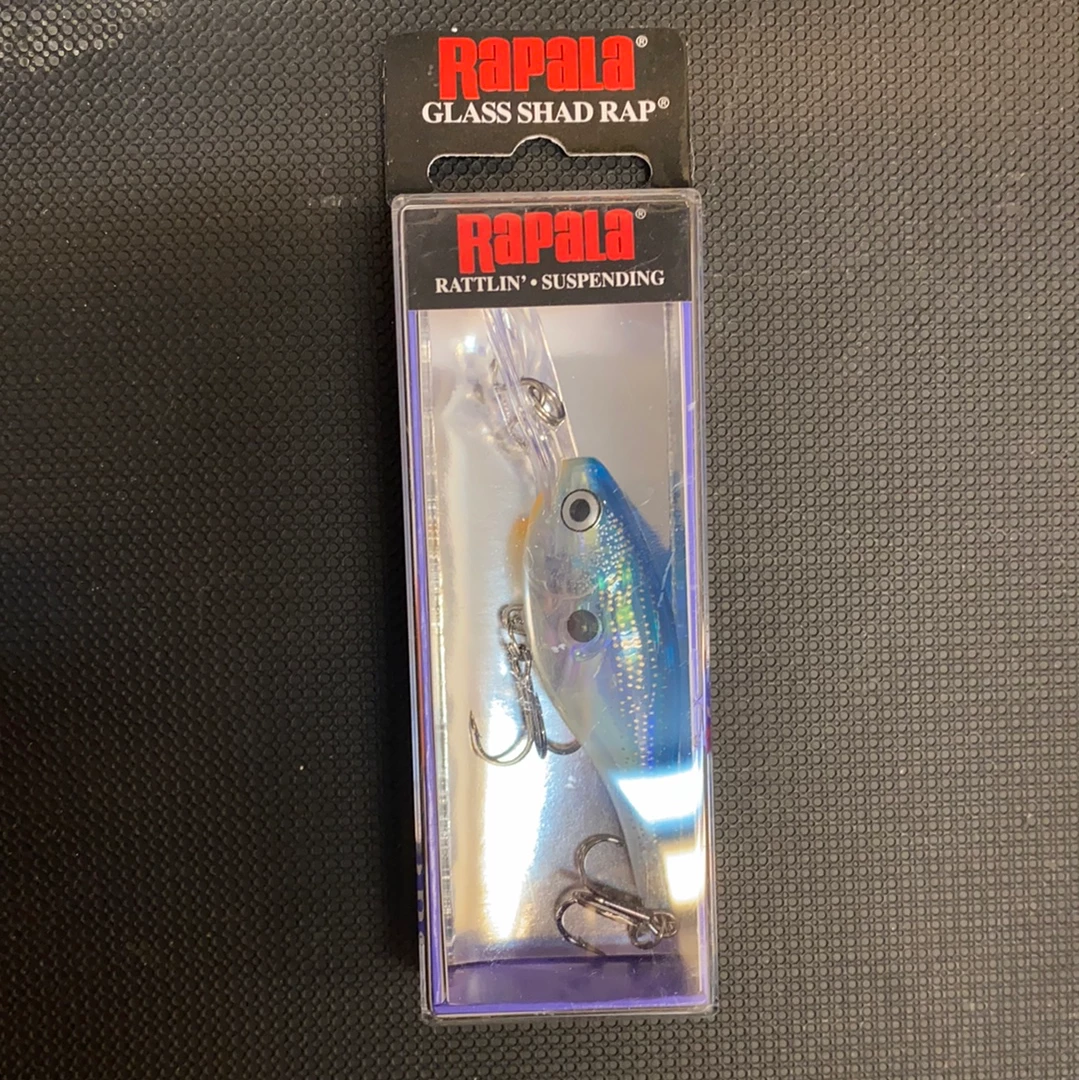 RAPALA®
GLASS SHAD RAP®
RAPALA®
RATTLIN' • SUSPENDING